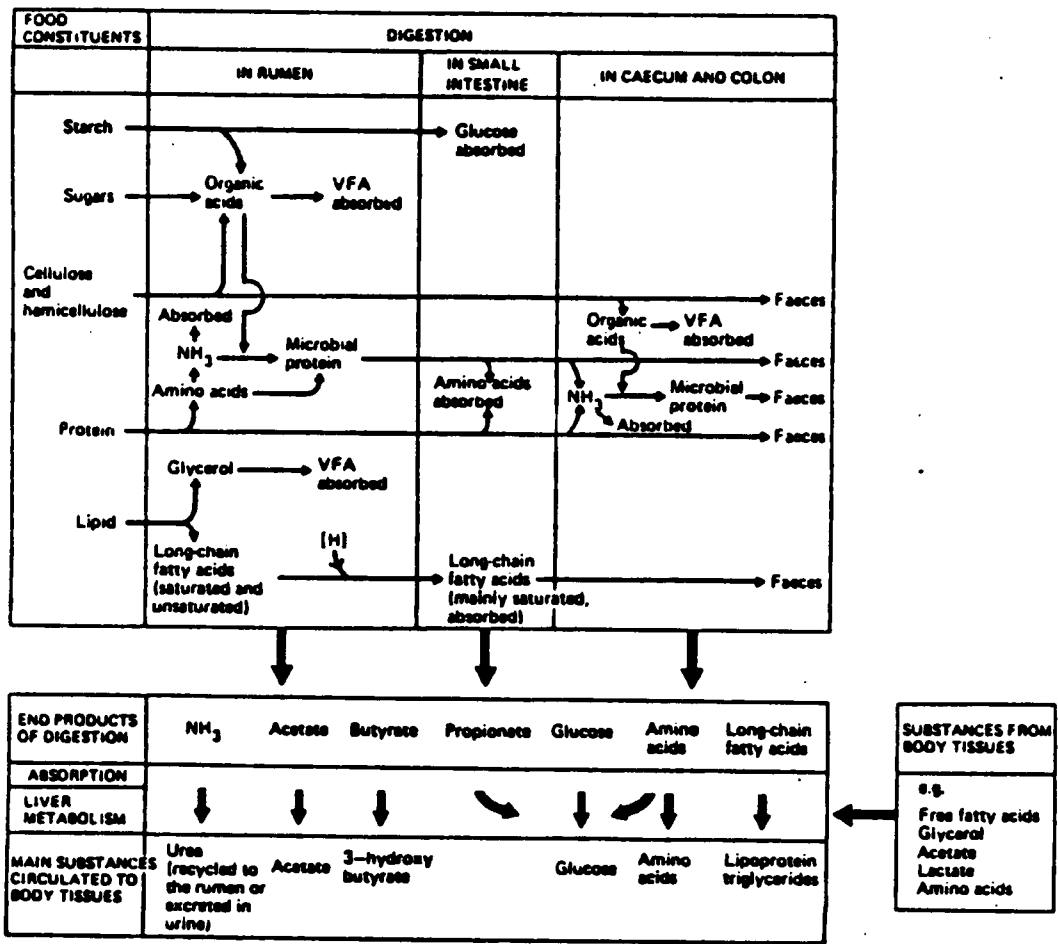 FOOD
CONSTITUENTS
DIGESTION
IN RUMEN
IN SMALL
INTESTINE
IN CAECUM AND COLON
Starch
Glucose
absorbed
Sugars
Organic
acids
VFA
absorbed
Cellulose
and
hemicellulose
Faeces
Absorbed
Organic
acids
VFA
absorbed
NH3
Microbial
protein
Faeces
Amino acids
Amino acids
absorbed
NH3
Microbial
protein
Faeces
Absorbed
Protein
Faeces
Glycerol
VFA
absorbed
Lipid
[H]
Long-chain
fatty acids
(saturated and
unsaturated)
Long-chain
fatty acids
(mainly saturated,
absorbed)
Faeces
END PRODUCTS
OF DIGESTION
NH3
Acetate
Butyrate
Propionate
Glucose
Amino
acids
Long-chain
fatty acids
SUBSTANCES FROM
BODY TISSUES
ABSORPTION
LIVER
METABOLISM
e.g.
Free fatty acids
Glycerol
Acetate
Lactate
Amino acids
MAIN SUBSTANCES
CIRCULATED TO
BODY TISSUES
Urea
(recycled to
the rumen or
excreted in
urine)
Acetate
3-hydroxy
butyrate
Glucose
Amino
acids
Lipoprotein
triglycerides